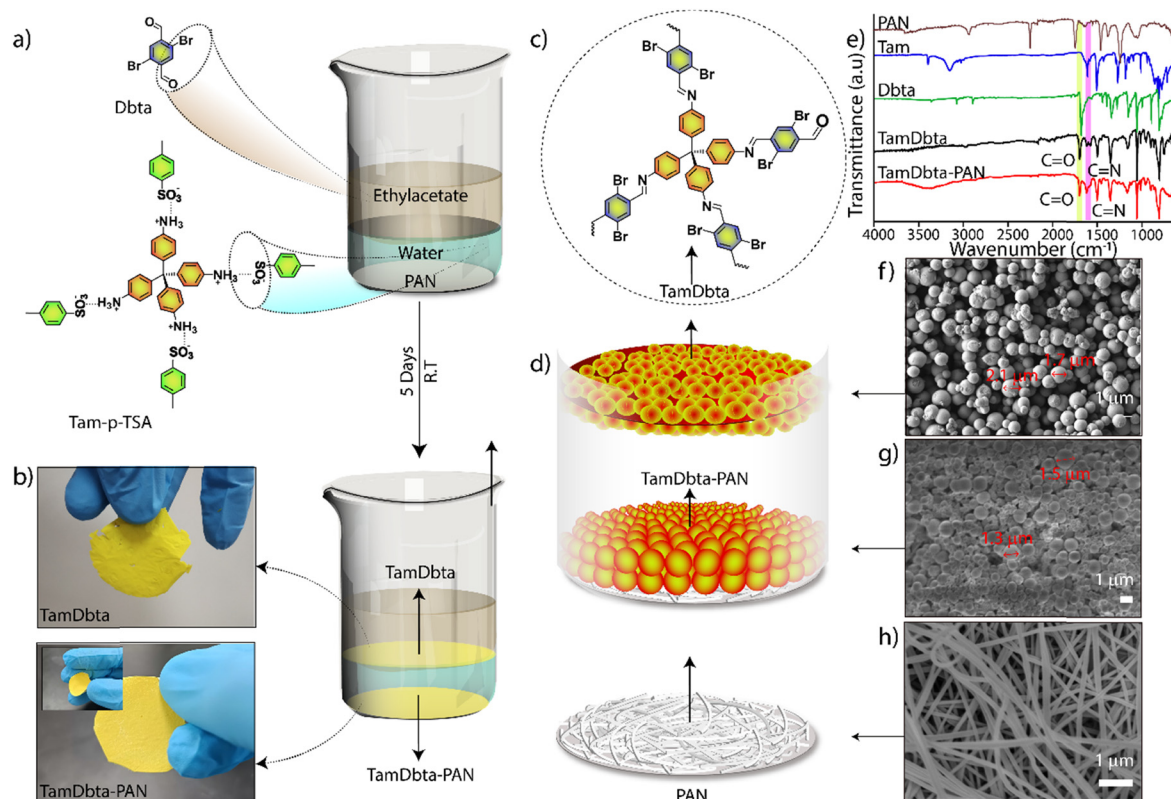 a)
O
Br
Br
O
Dbta
SO3-
NH3
+
H3N
+
SO3-
NH3
+
SO3-
+NH3
SO3-
Tam-p-TSA
Ethylacetate
Water
PAN
5 Days
R.T
b)
TamDbta
TamDbta-PAN
TamDbta
TamDbta-PAN
c)
Br
Br
N
Br
O
N
Br
Br
N
Br
N
Br
Br
TamDbta
d)
TamDbta-PAN
PAN
e)
Transmittance (a.u)
PAN
Tam
Dbta
TamDbta
C=O
C=N
TamDbta-PAN
C=O
C=N
4000 3000 2000 1500 1000
Wavenumber (cm-1)
f)
1.7 µm
2.1 µm
1 µm
g)
1.5 µm
1.3 µm
1 µm
h)
1 µm